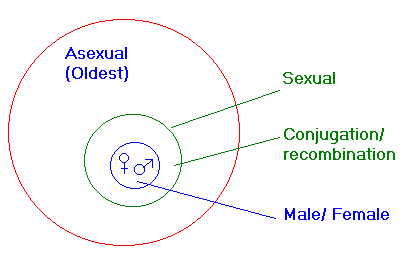 Asexual
(Oldest)
Sexual
Conjugation/
recombination
♀ ♂
Male/ Female